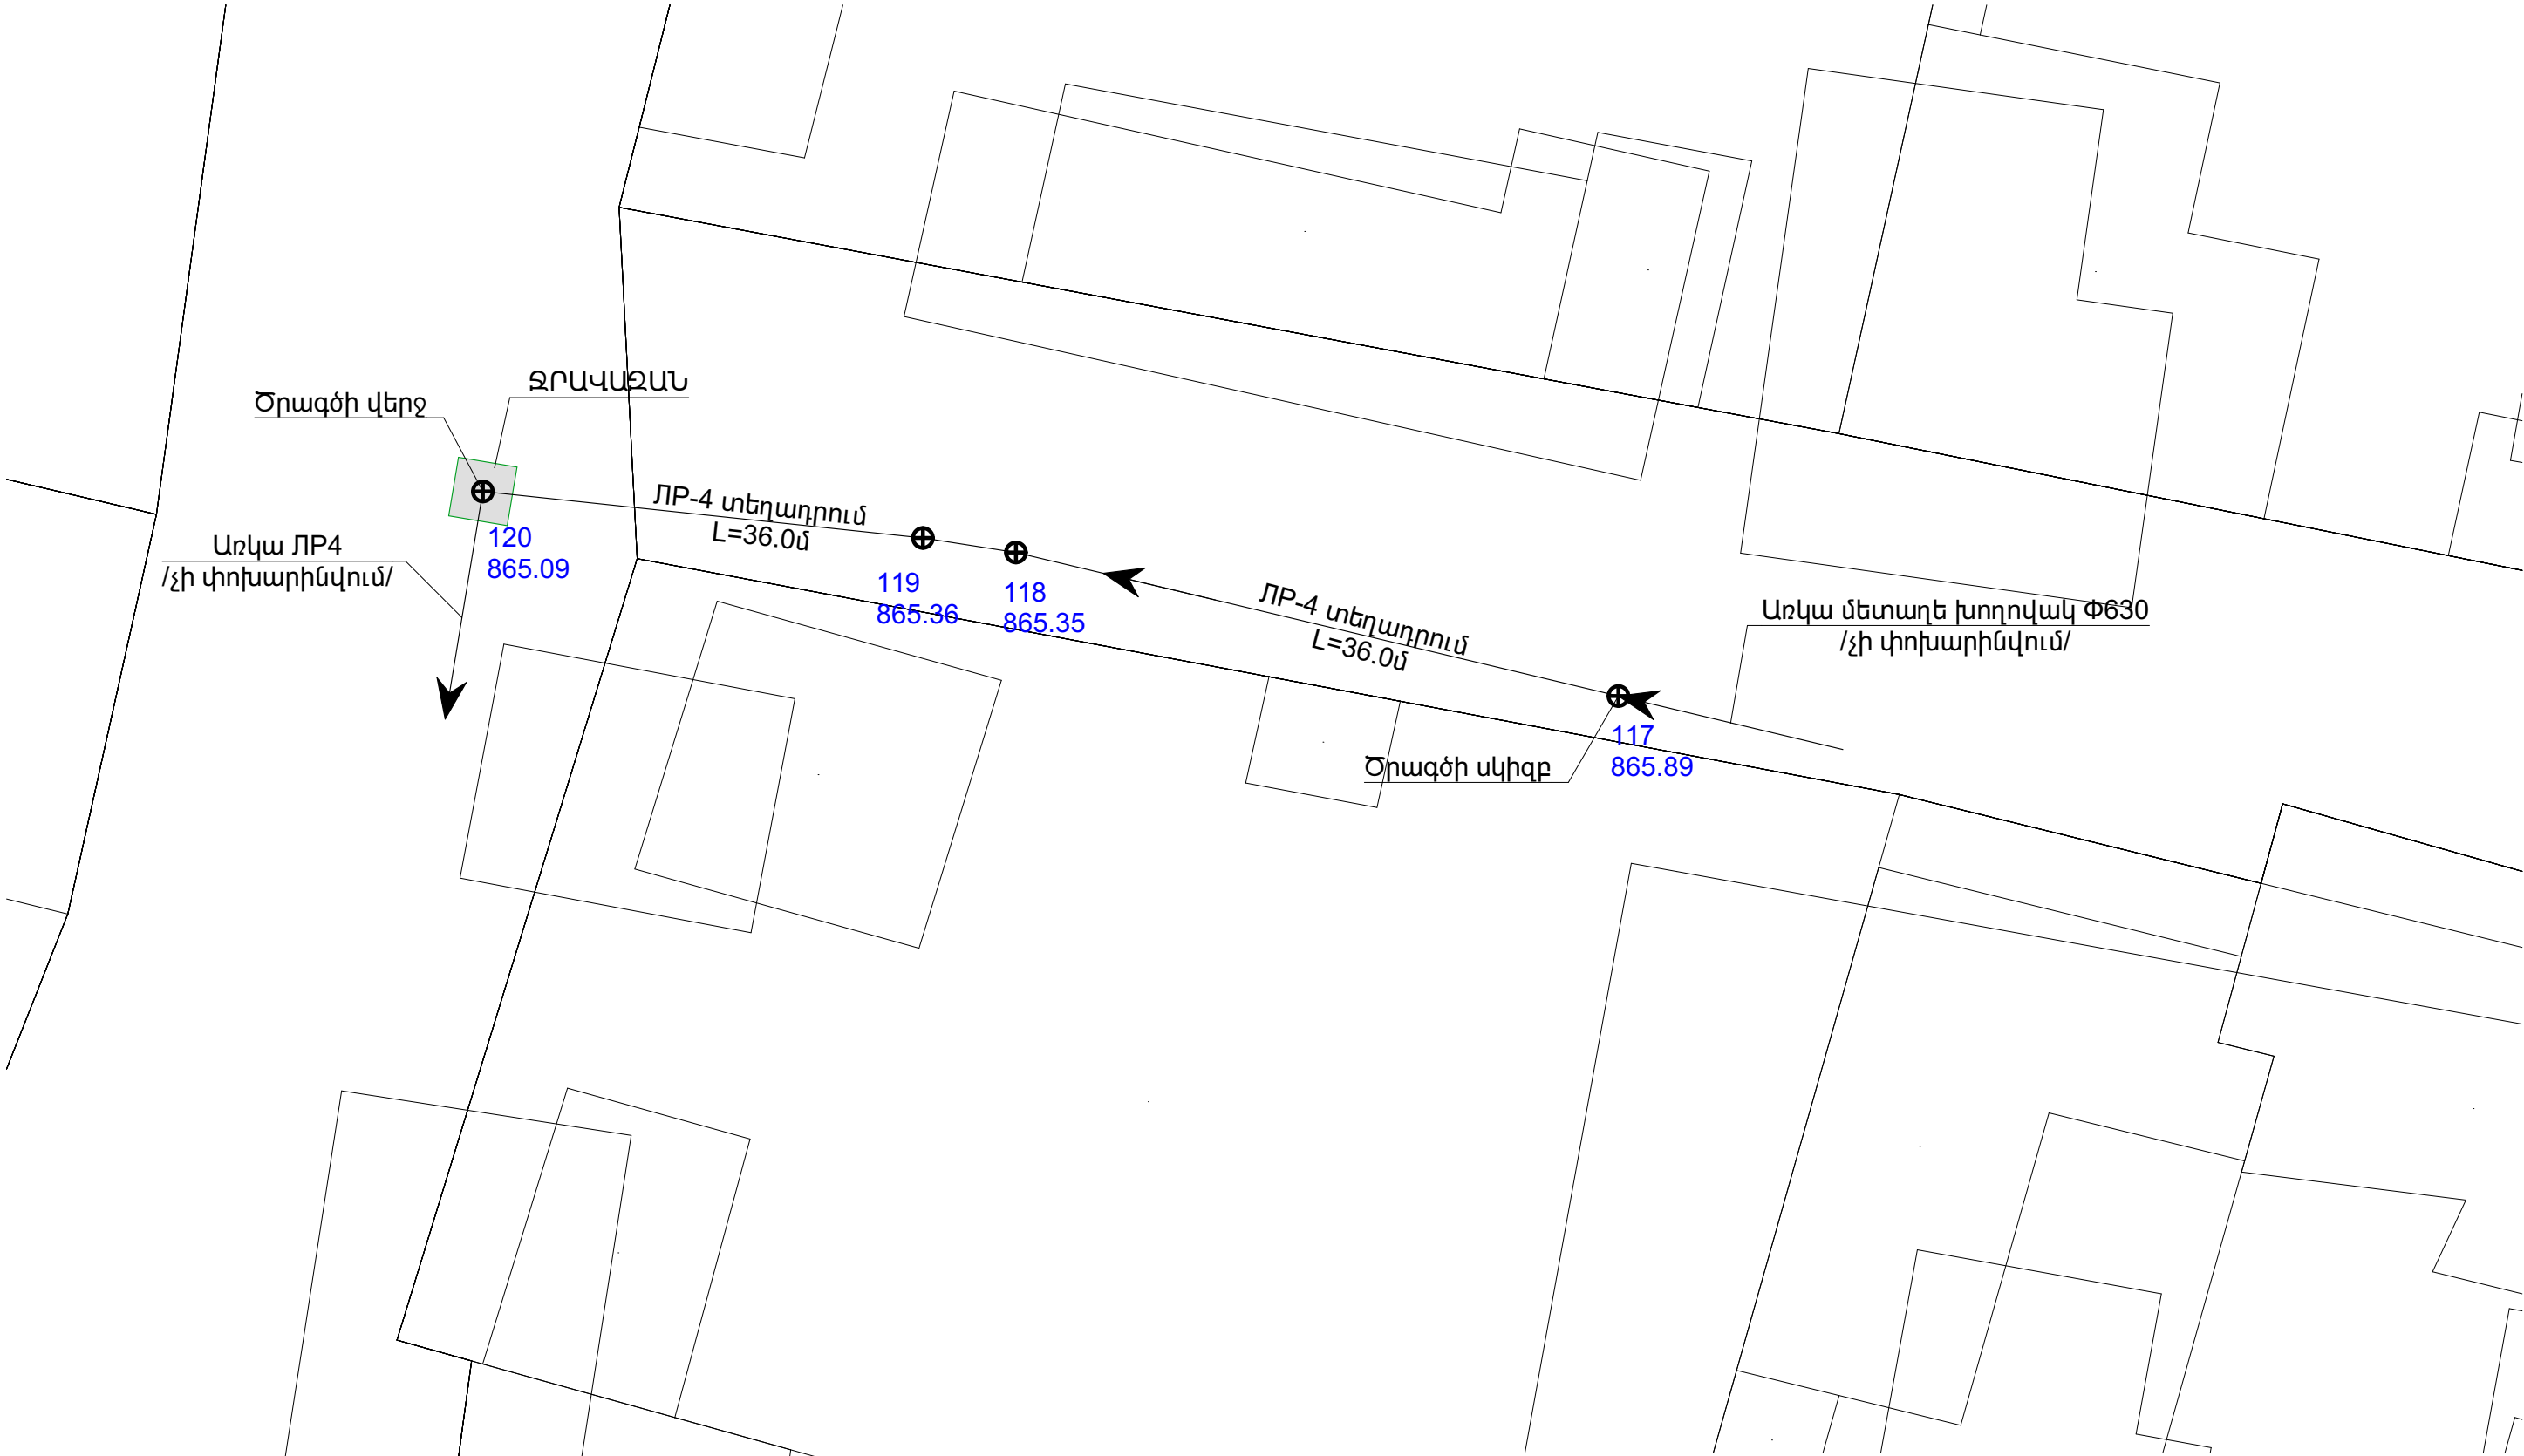 ՋՐԱՎԱԶԱՆ
Ծրագծի վերջ
ЛР-4 տեղադրում
L=36.0մ
120
865.09
Առկա ЛР4
/չի փոխարինվում/
119
865.36
118
865.35
ЛР-4 տեղադրում
L=36.0մ
Առկա մետաղե խողովակ Փ630
/չի փոխարինվում/
117
865.89
Ծրագծի սկիզբ